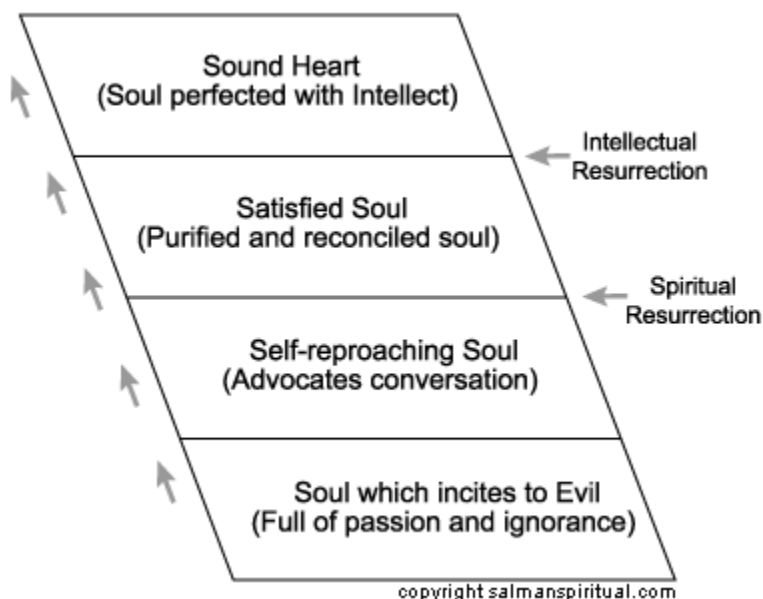 Sound Heart
(Soul perfected with Intellect)
Intellectual
Resurrection
Satisfied Soul
(Purified and reconciled soul)
Spiritual
Resurrection
Self-reproaching Soul
(Advocates conversation)
Soul which incites to Evil
(Full of passion and ignorance)
copyright salmanspiritual.com